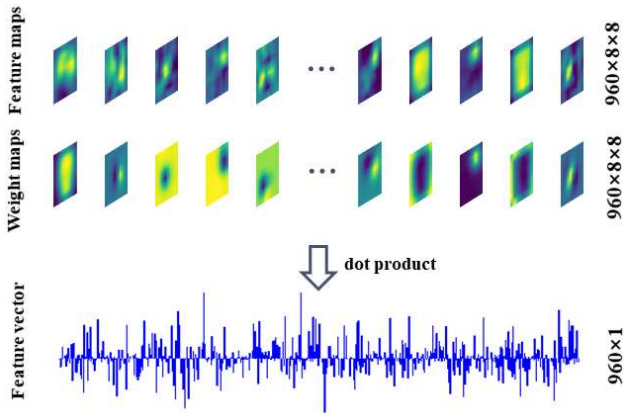 Feature maps
...
960×8×8
Weight maps
...
960×8×8
dot product
Feature vector
960×1